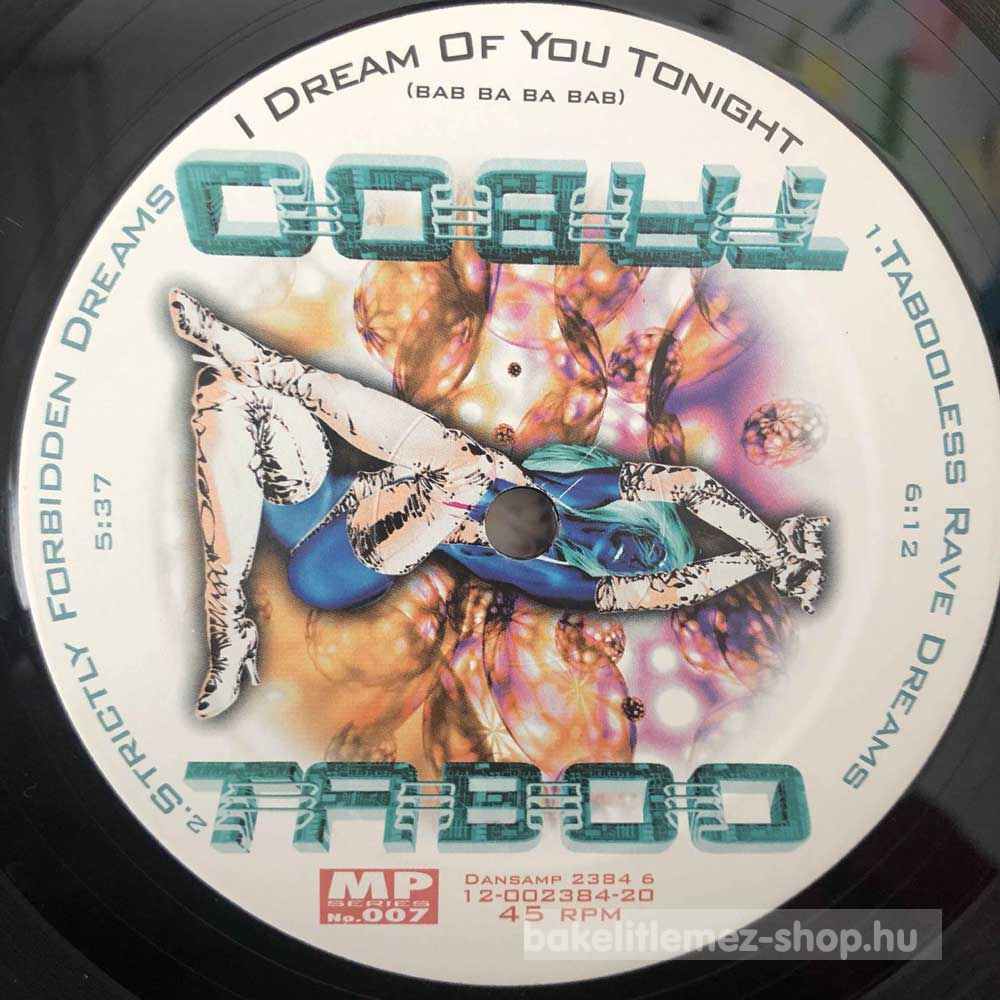 I Dream Of You Tonight
(bab ba ba bab)
TABOO
1.Tabooless Rave Dreams
6:12
2.Strictly Forbidden Dreams
5:37
TABOO
MP
SERIES
No.007
Dansamp 2384 6
12-002384-20
45 RPM
bakelitlemez-shop.hu